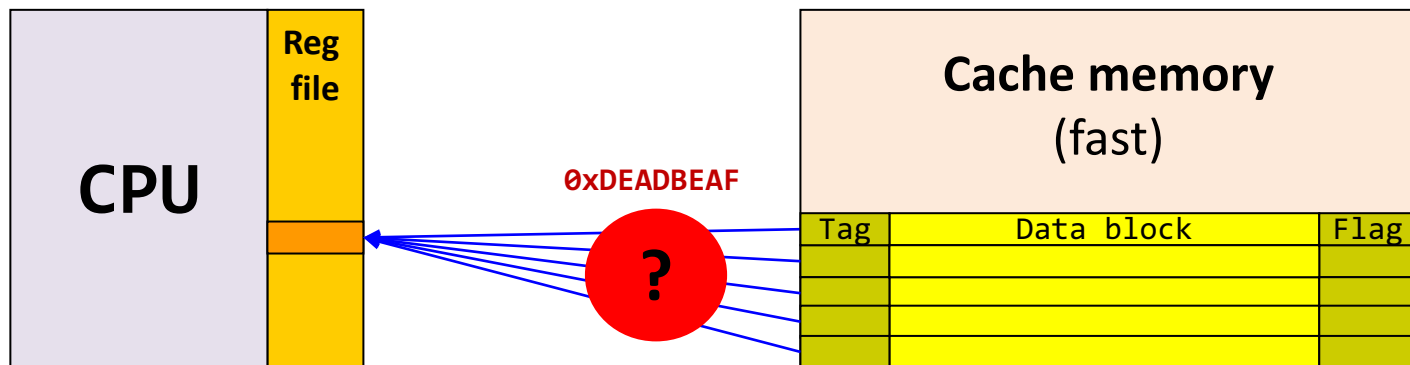 CPU
Reg
file
0xDEADBEAF
?
Cache memory
(fast)
Tag Data block Flag